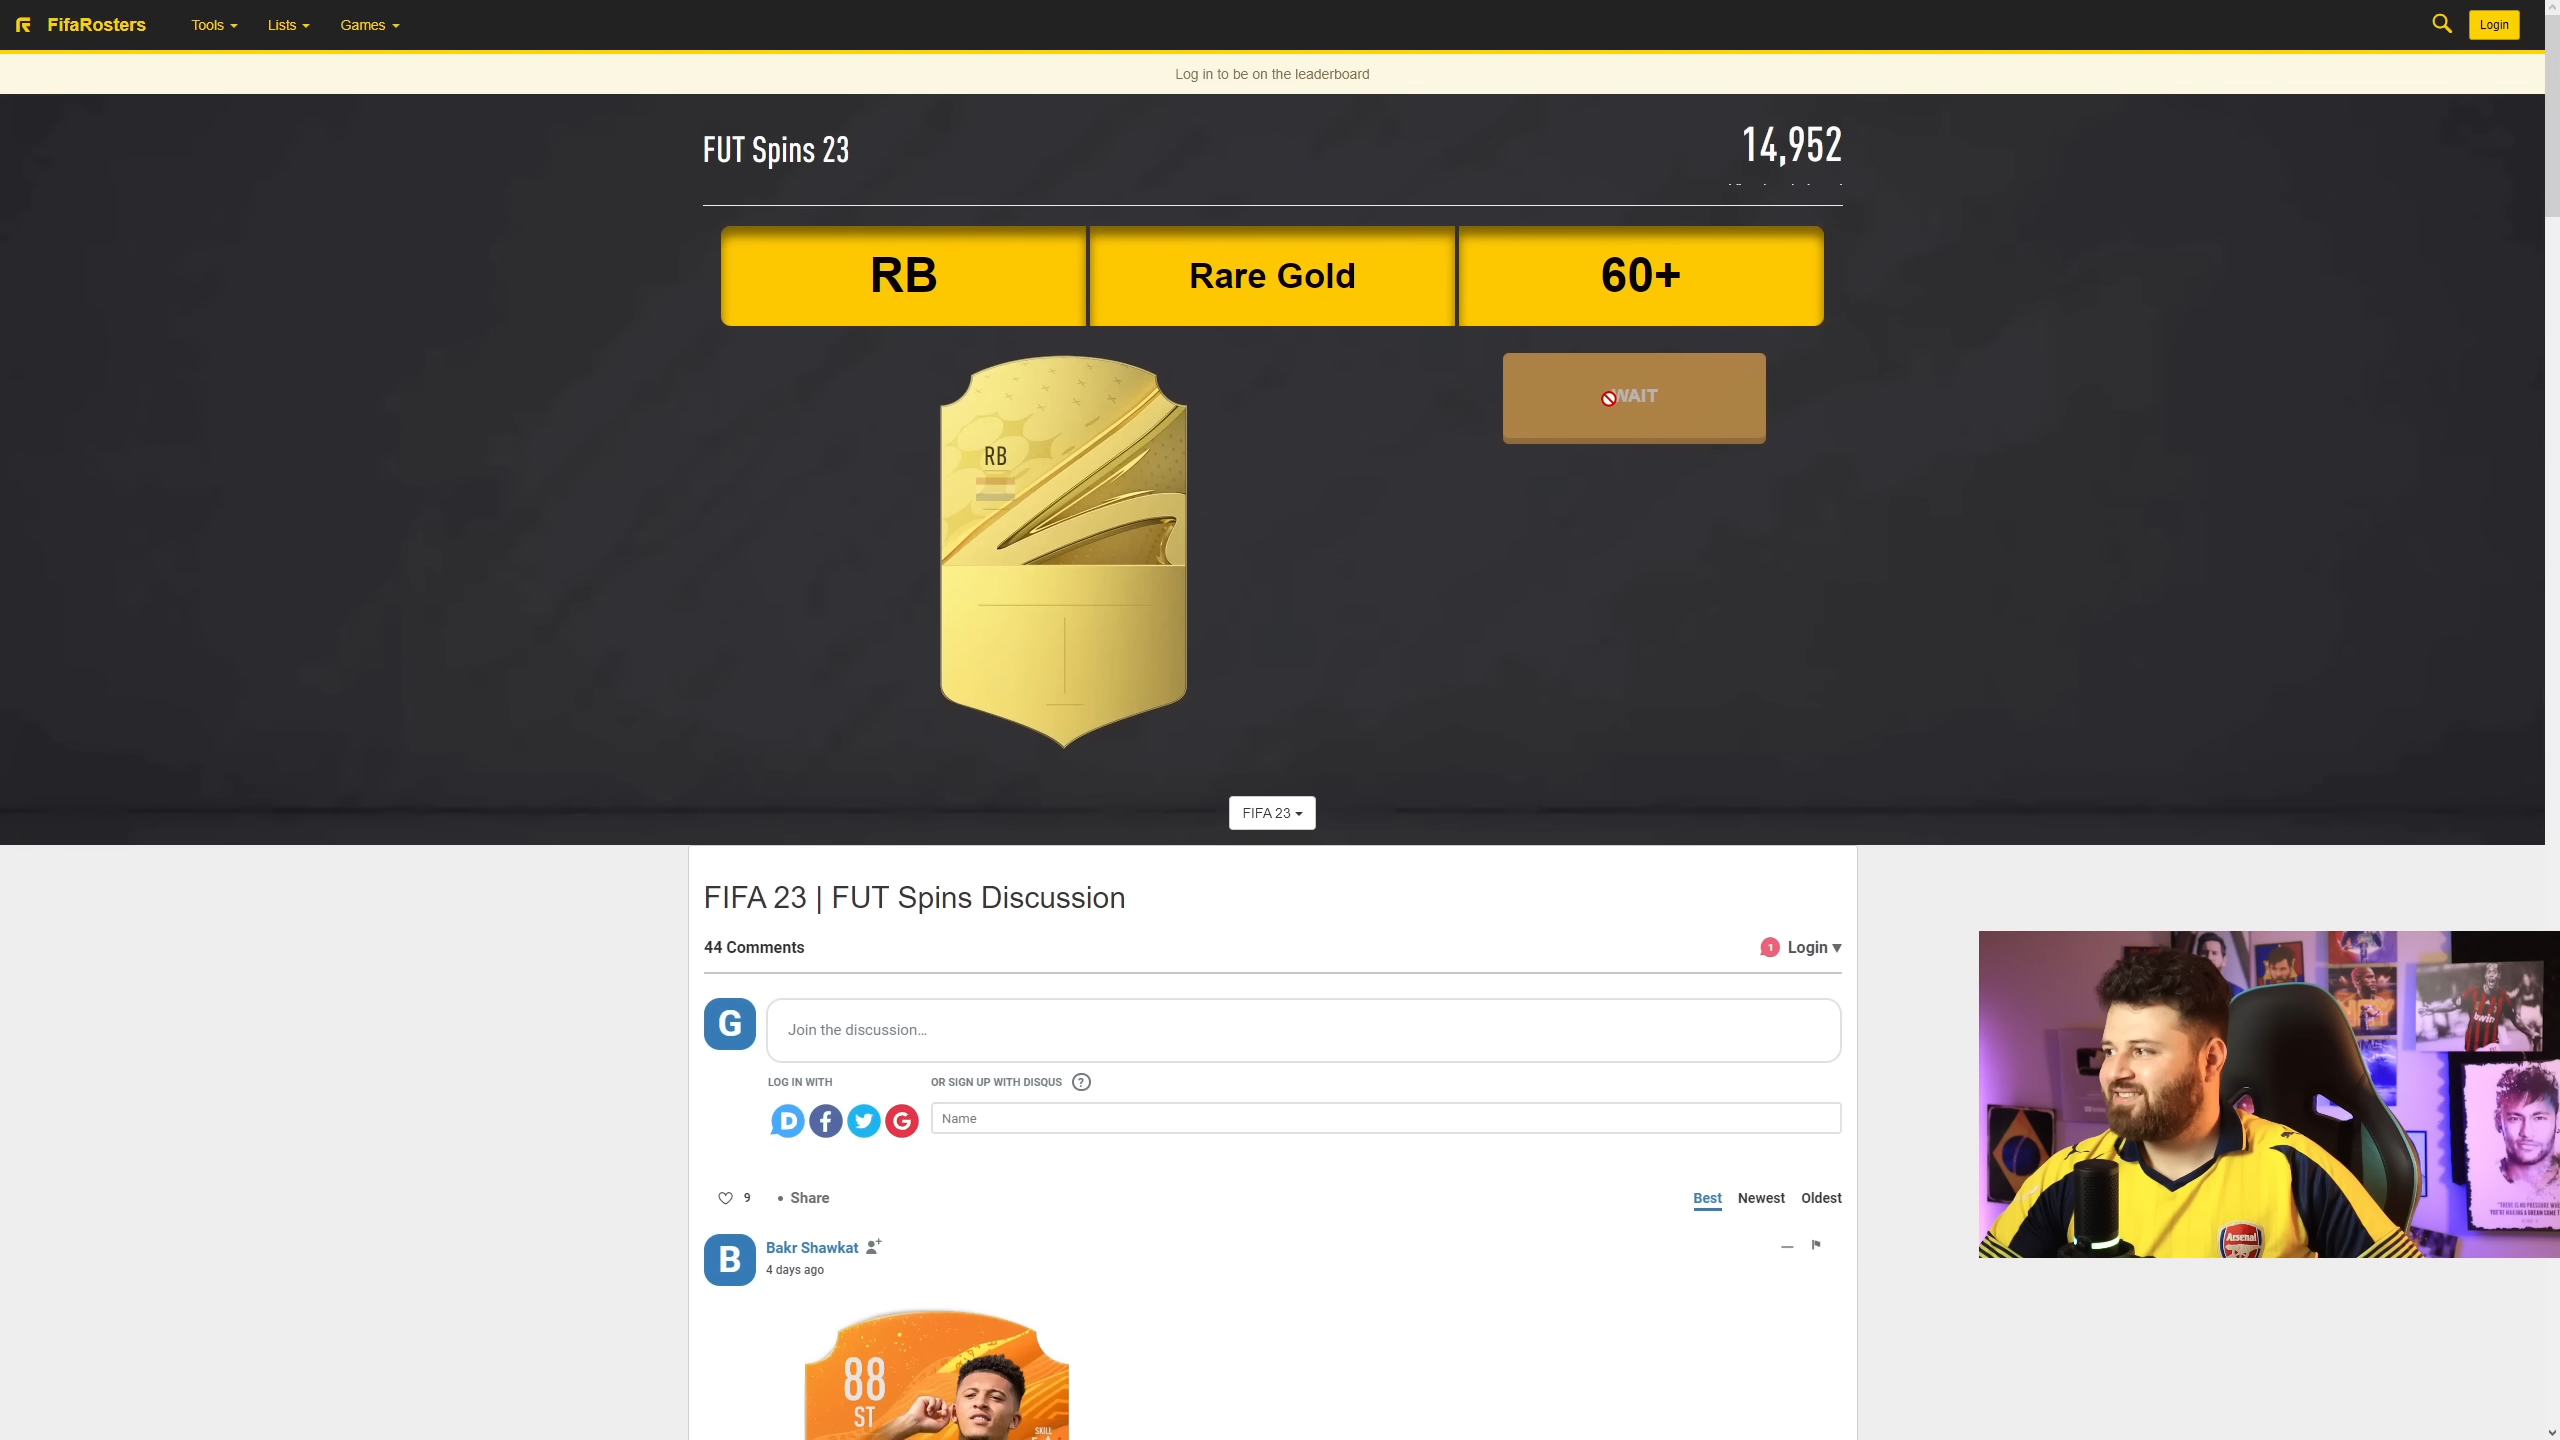 FifaRosters
Tools
Lists
Games
Login
Log in to be on the leaderboard
FUT Spins 23
14,952
RB
Rare Gold
60+
WAIT
RB
FIFA 23
FIFA 23 | FUT Spins Discussion
44 Comments
1
Login
G
Join the discussion...
LOG IN WITH
OR SIGN UP WITH DISQUS
?
D
f
G
Name
9
• Share
Best
Newest
Oldest
B
Bakr Shawkat
4 days ago
88
ST
SKILL
bwin
Arsenal